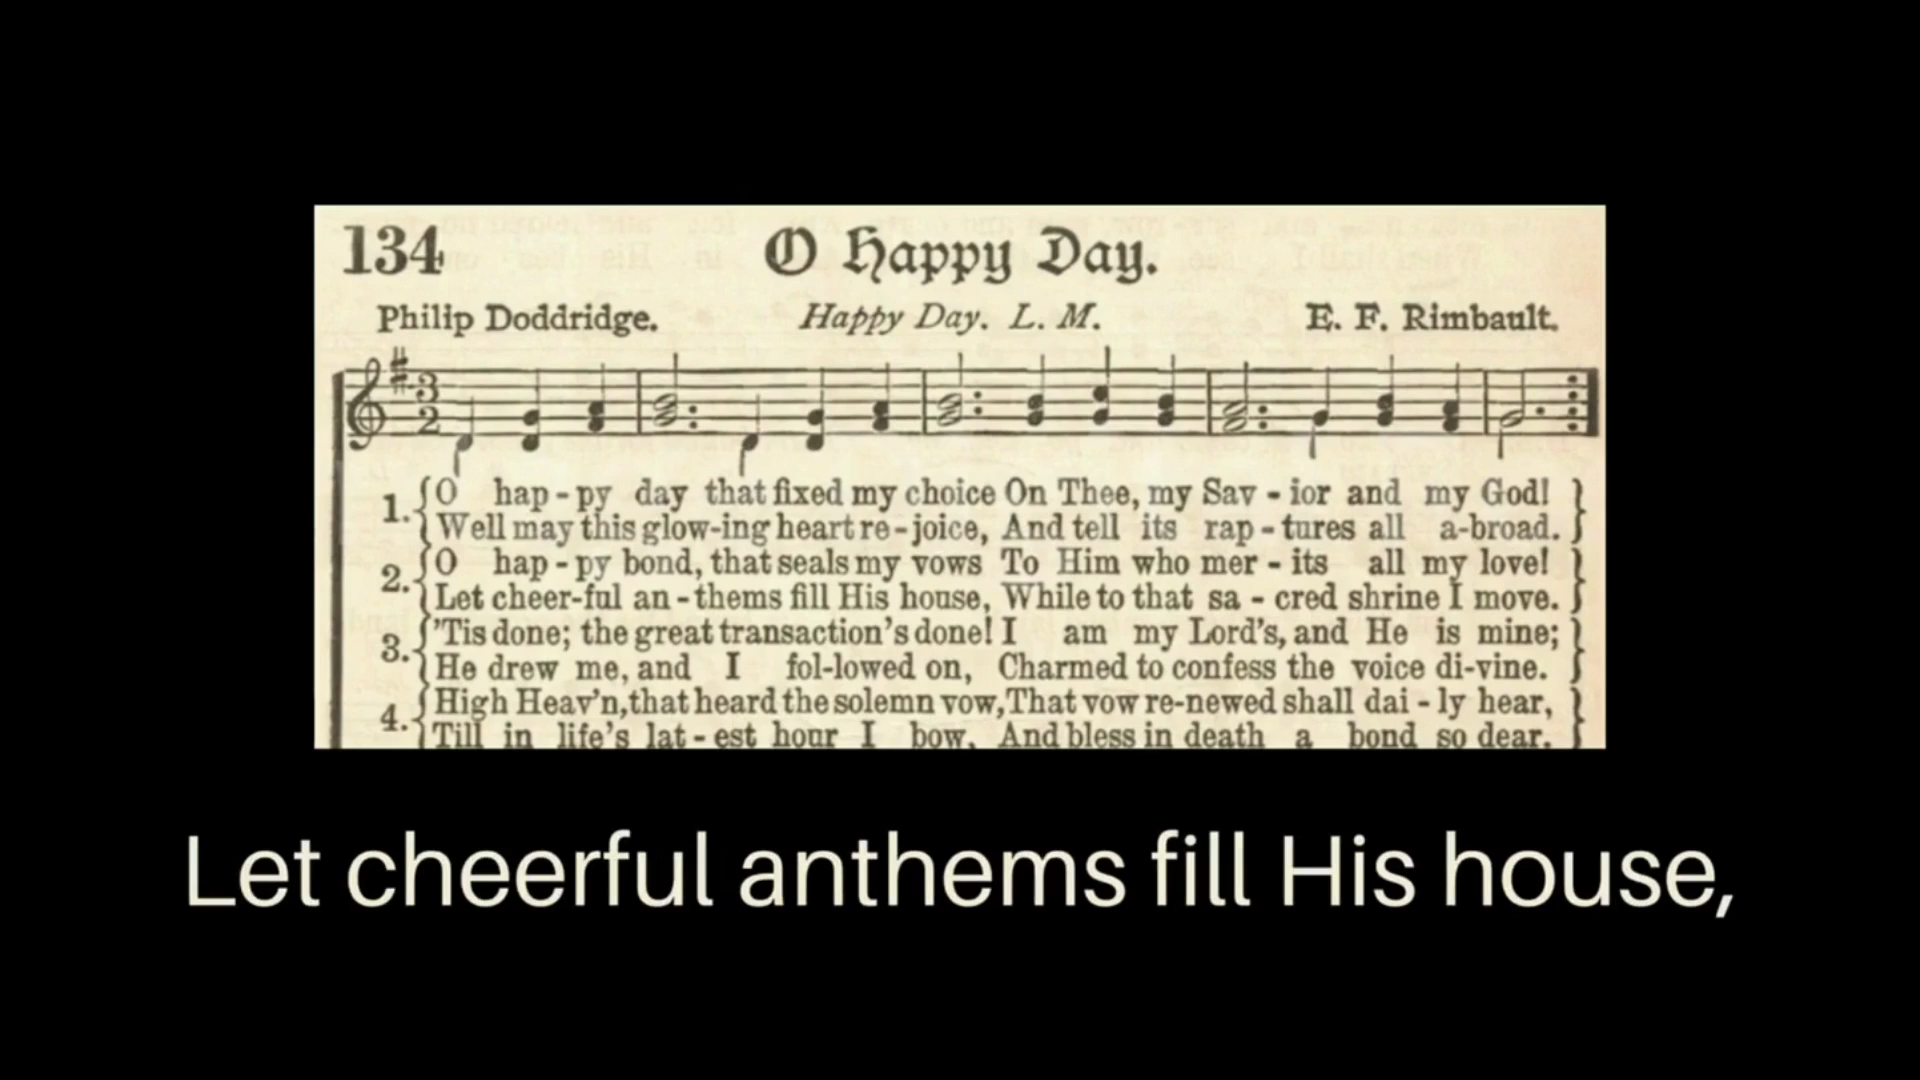 134
O Happy Day.
Philip Doddridge. Happy Day. L. M. E. F. Rimbault.
3
2
1. {O hap - py day that fixed my choice On Thee, my Sav - ior and my God! }
{Well may this glow-ing heart re - joice, And tell its rap - tures all a-broad. }
2. {O hap - py bond, that seals my vows To Him who mer - its all my love! }
{Let cheer-ful an - thems fill His house, While to that sa - cred shrine I move. }
3. {'Tis done; the great transaction's done! I am my Lord's, and He is mine; }
{He drew me, and I fol-lowed on, Charmed to confess the voice di-vine. }
4. {High Heav'n, that heard the solemn vow, That vow re-newed shall dai - ly hear, }
{Till in life's lat - est hour I bow, And bless in death a bond so dear. }
Let cheerful anthems fill His house,